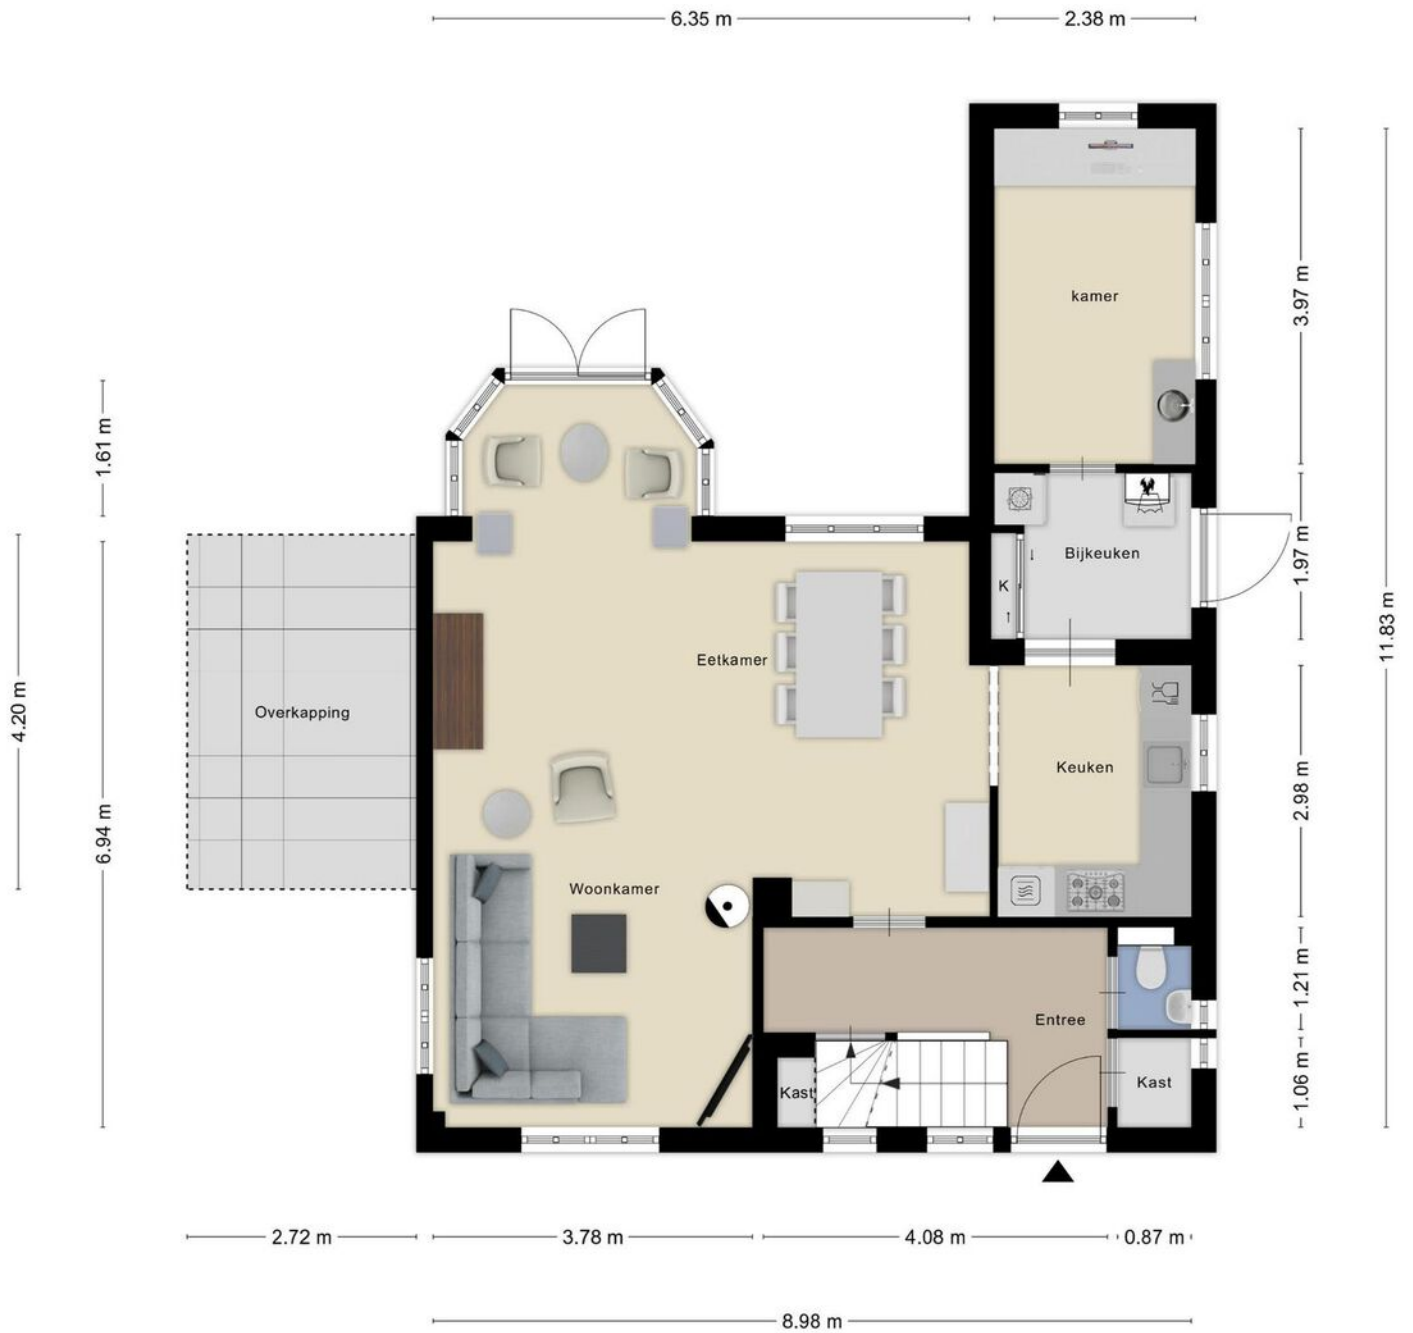 6.35 m
2.38 m
kamer
3.97 m
1.61 m
K
Bijkeuken
1.97 m
11.83 m
Eetkamer
4.20 m
Overkapping
Keuken
2.98 m
6.94 m
Woonkamer
1.21 m
Entree
Kast
Kast
1.06 m
2.72 m
3.78 m
4.08 m
0.87 m
8.98 m